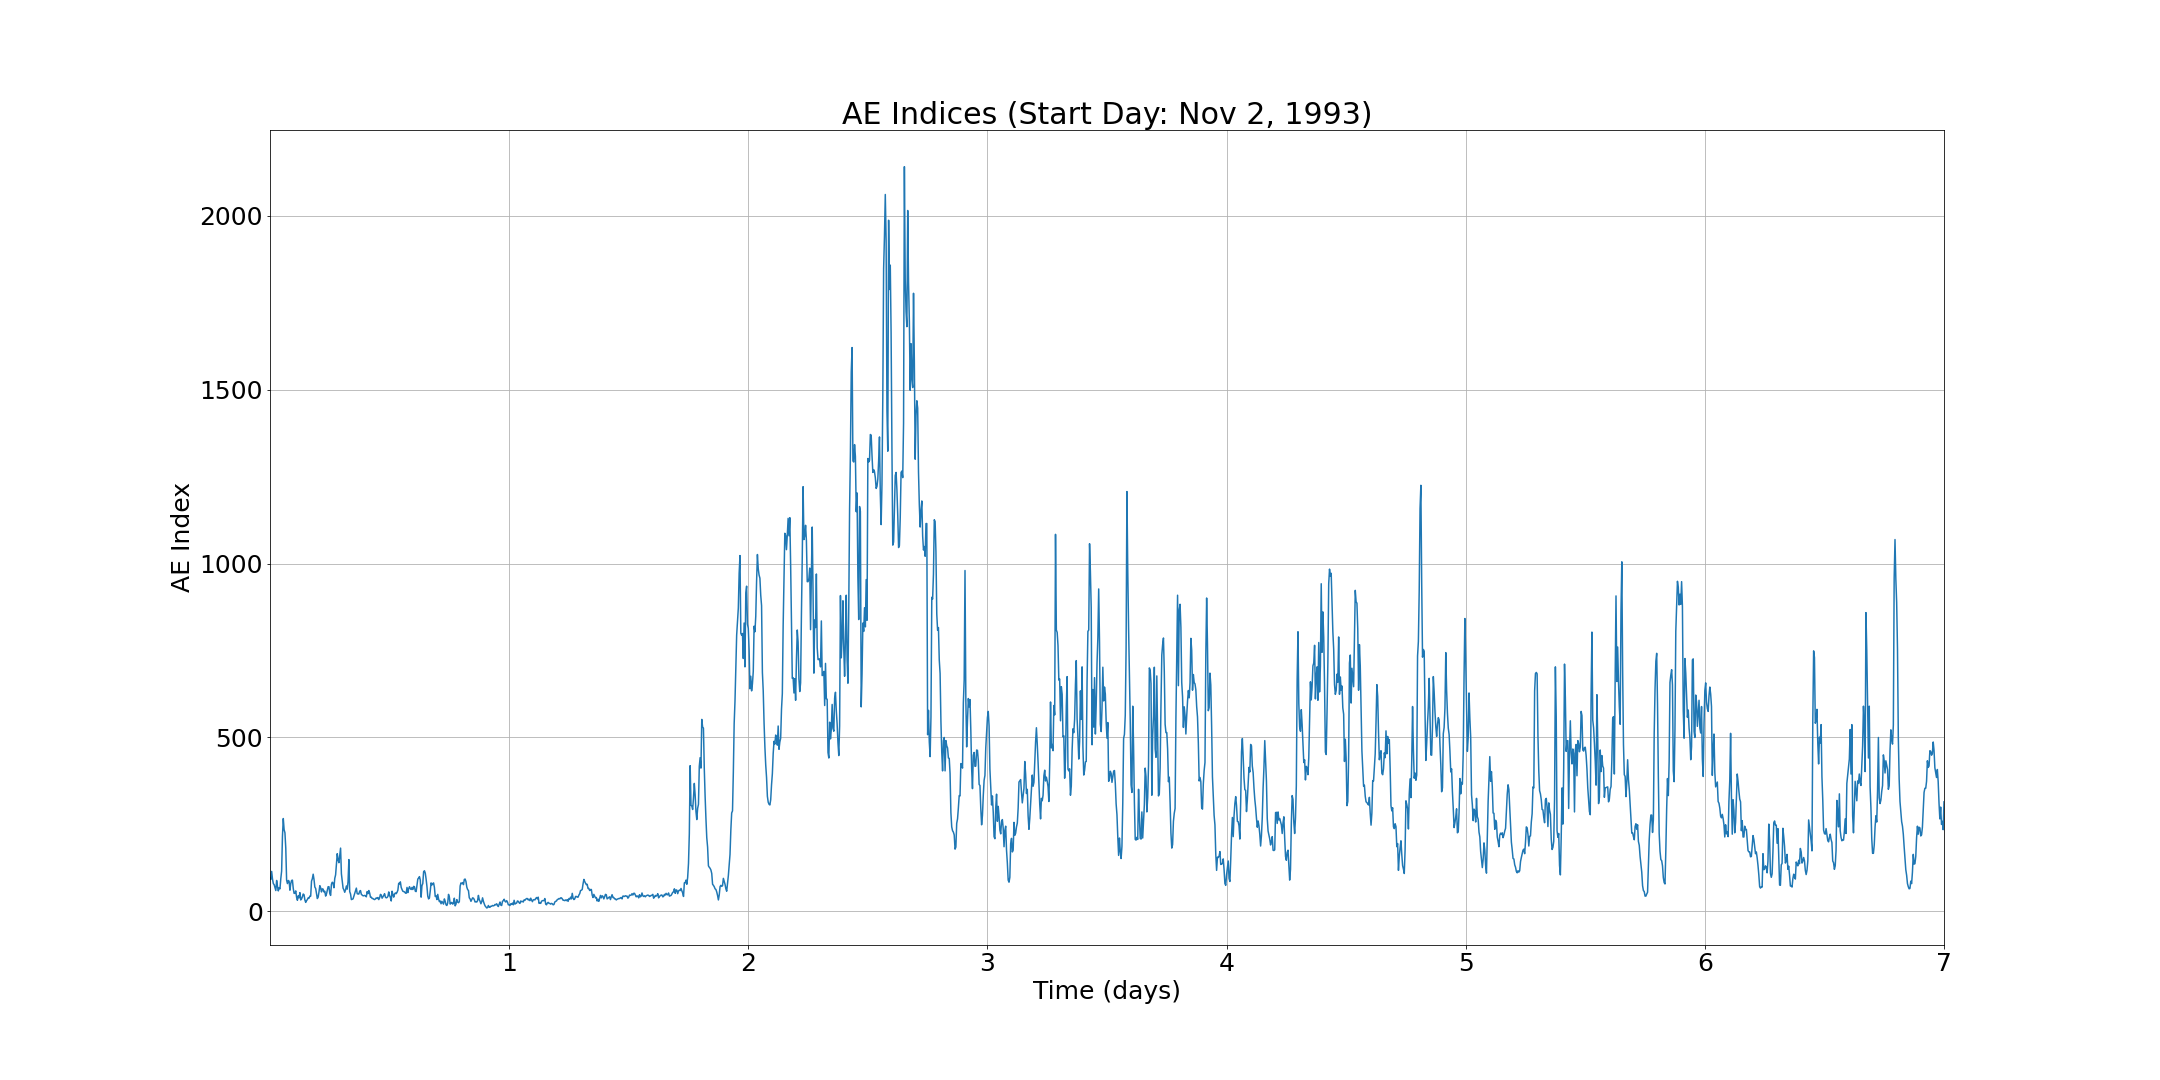 AE Indices (Start Day: Nov 2, 1993)
2000
1500
1000
500
0
AE Index
1 2 3 4 5 6 7
Time (days)